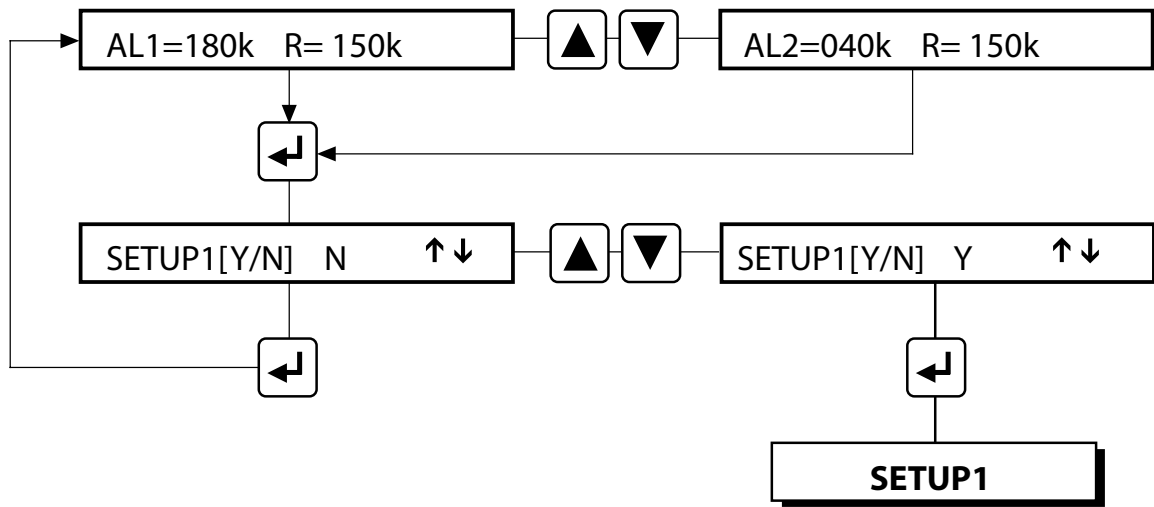 AL1=180k R= 150k
AL2=040k R= 150k
SETUP1[Y/N] N ↑↓
SETUP1[Y/N] Y ↑↓
SETUP1